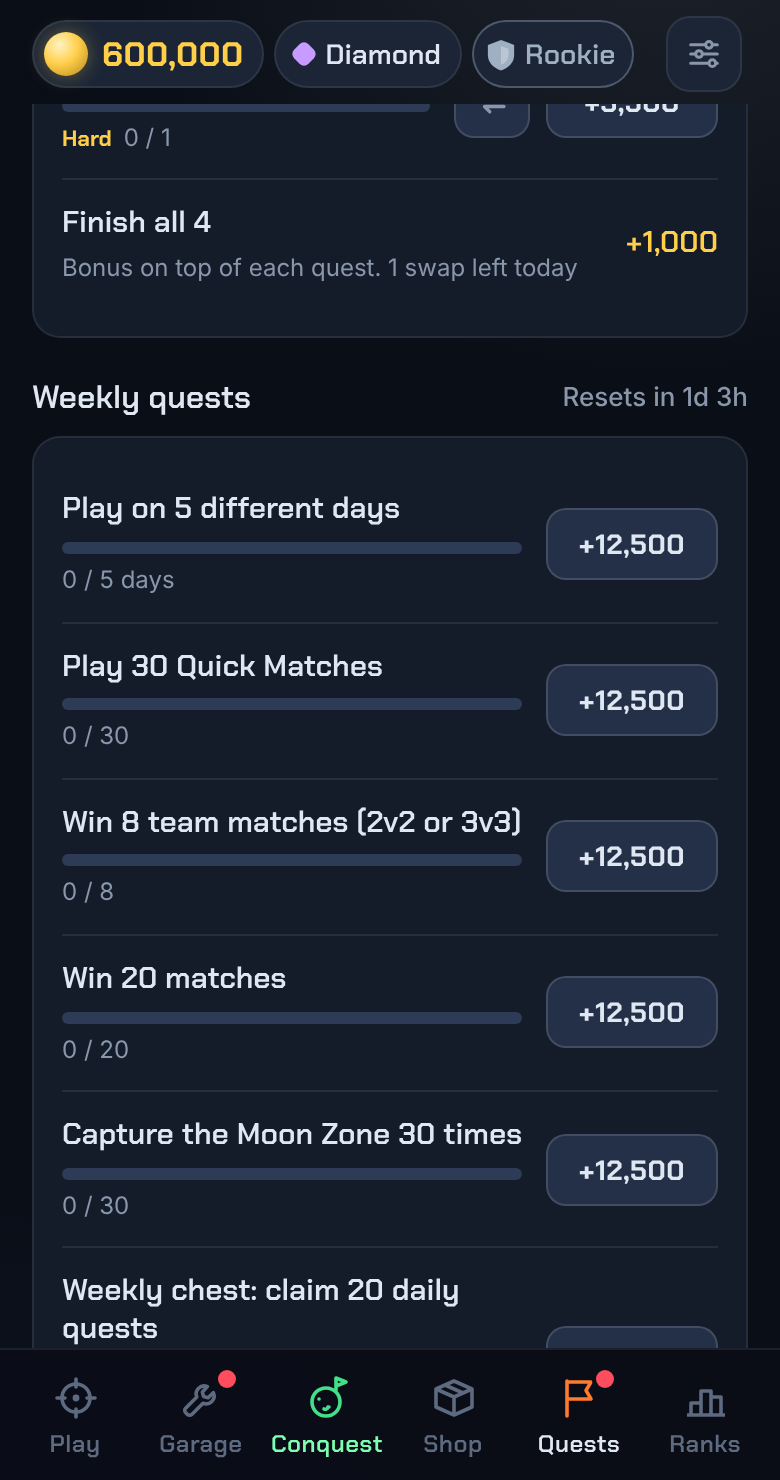 600,000
Diamond
Rookie
Hard 0 / 1
Finish all 4
+1,000
Bonus on top of each quest. 1 swap left today
Weekly quests
Resets in 1d 3h
Play on 5 different days
+12,500
0 / 5 days
Play 30 Quick Matches
+12,500
0 / 30
Win 8 team matches (2v2 or 3v3)
+12,500
0 / 8
Win 20 matches
+12,500
0 / 20
Capture the Moon Zone 30 times
+12,500
0 / 30
Weekly chest: claim 20 daily
quests
Play
Garage
Conquest
Shop
Quests
Ranks